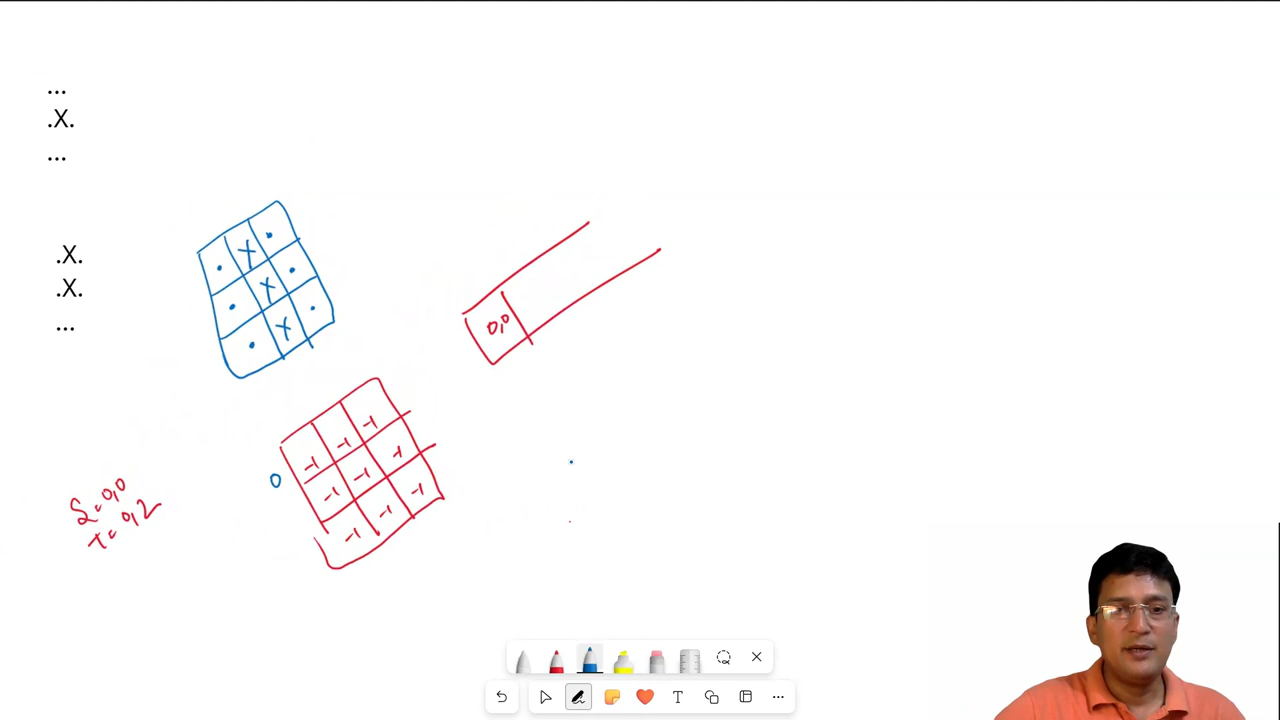 ...
.X.
...
.X.
.X.
...
. X .
. X .
. X .
0,0
-1 -1 -1
0 -1 -1 -1
-1 -1 -1
S=0,0
t=0,2
T